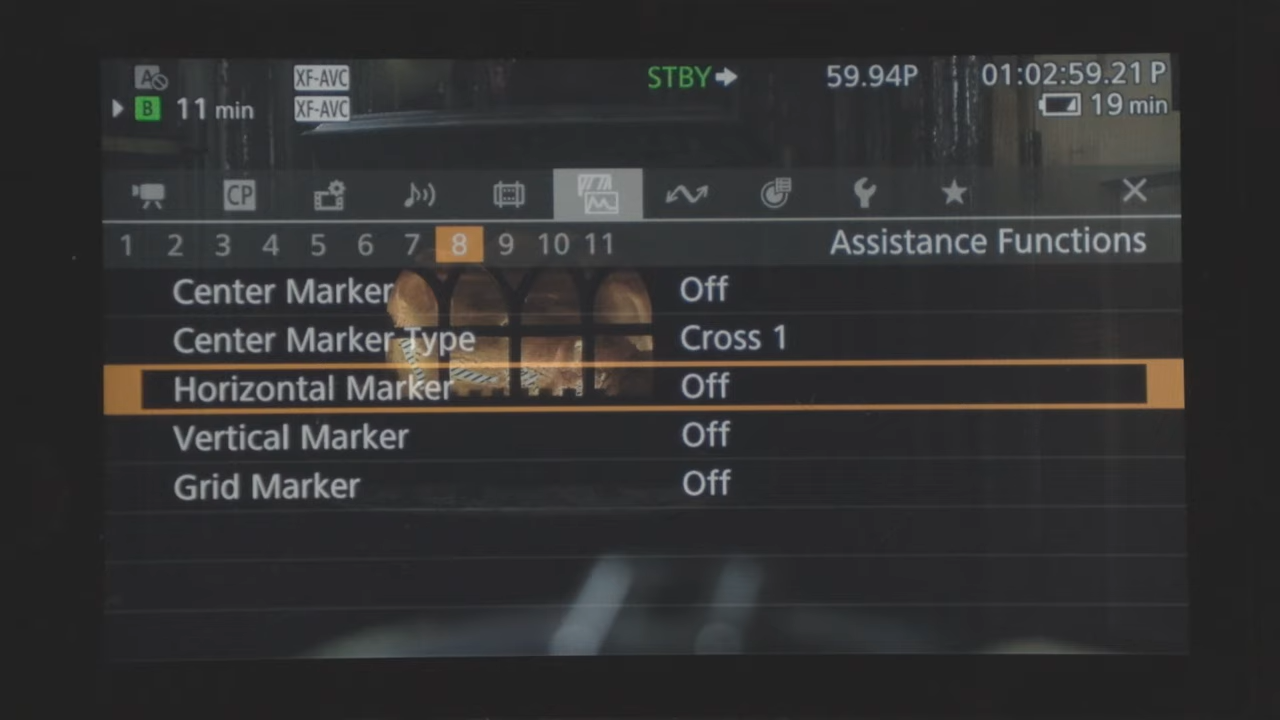 A XF-AVC STBY 59.94P 01:02:59.21 P
B 11 min XF-AVC 19 min
CP
1 2 3 4 5 6 7 8 9 10 11 Assistance Functions
Center Marker Off
Center Marker Type Cross 1
Horizontal Marker Off
Vertical Marker Off
Grid Marker Off